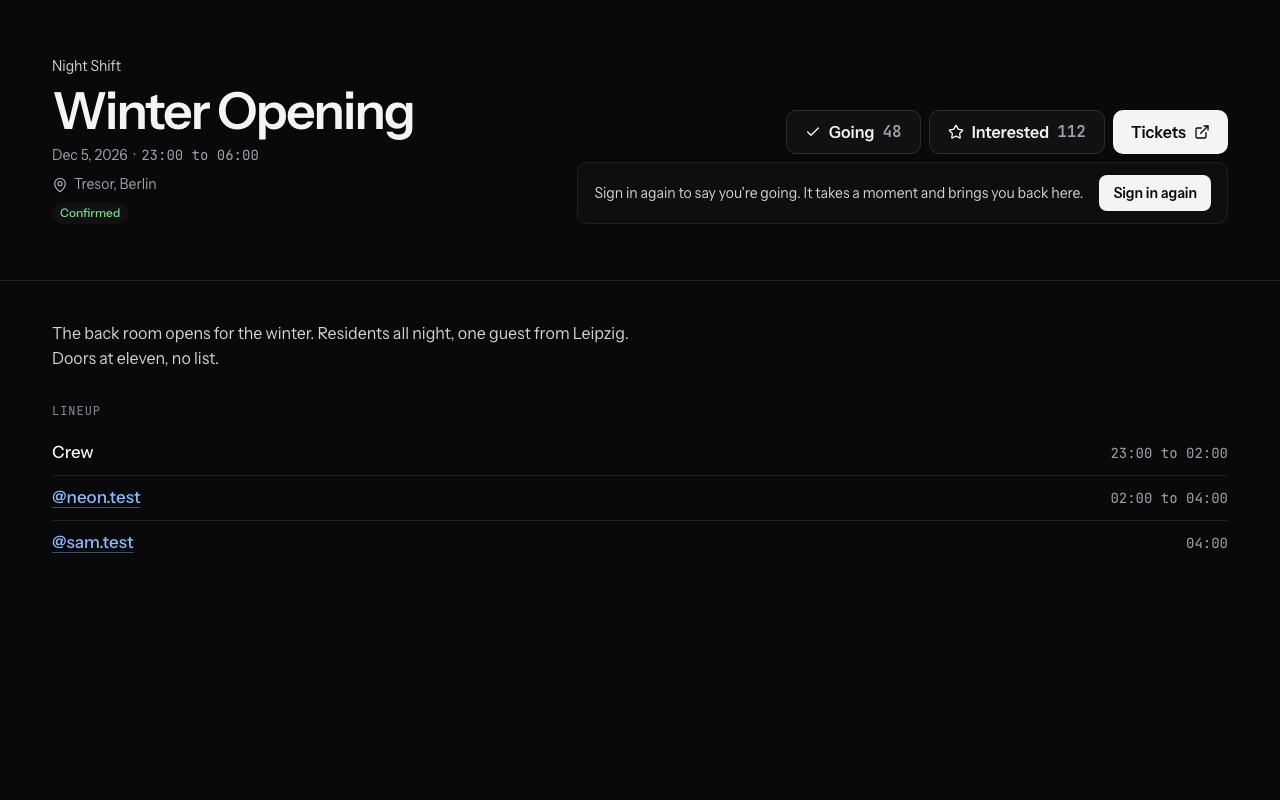 Night Shift
Winter Opening
Dec 5, 2026 · 23:00 to 06:00
Tresor, Berlin
Confirmed
Going 48
Interested 112
Tickets
Sign in again to say you're going. It takes a moment and brings you back here.
Sign in again
The back room opens for the winter. Residents all night, one guest from Leipzig.
Doors at eleven, no list.
LINEUP
Crew 23:00 to 02:00
@neon.test 02:00 to 04:00
@sam.test 04:00